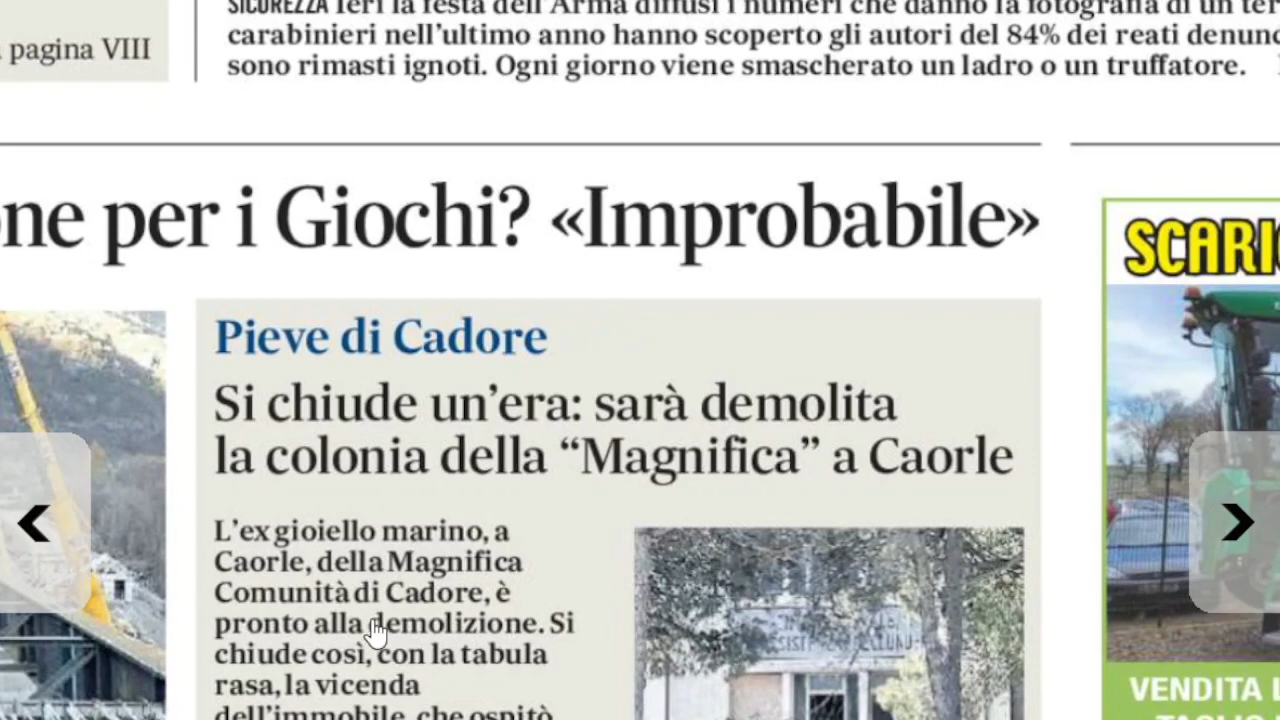 pagina VIII
SICUREZZA Ieri la festa dell'Arma diffusi i numeri che danno la fotografia di un
carabinieri nell'ultimo anno hanno scoperto gli autori del 84% dei reati
sono rimasti ignoti. Ogni giorno viene smascherato un ladro o un truffatore.
per i Giochi? «Improbabile»
Pieve di Cadore
Si chiude un'era: sarà demolita
la colonia della “Magnifica” a Caorle
L'ex gioiello marino, a
Caorle, della Magnifica
Comunità di Cadore, è
pronto alla demolizione. Si
chiude così, con la tabula
rasa, la vicenda
dell'immobile, che ospitò
VENDITA